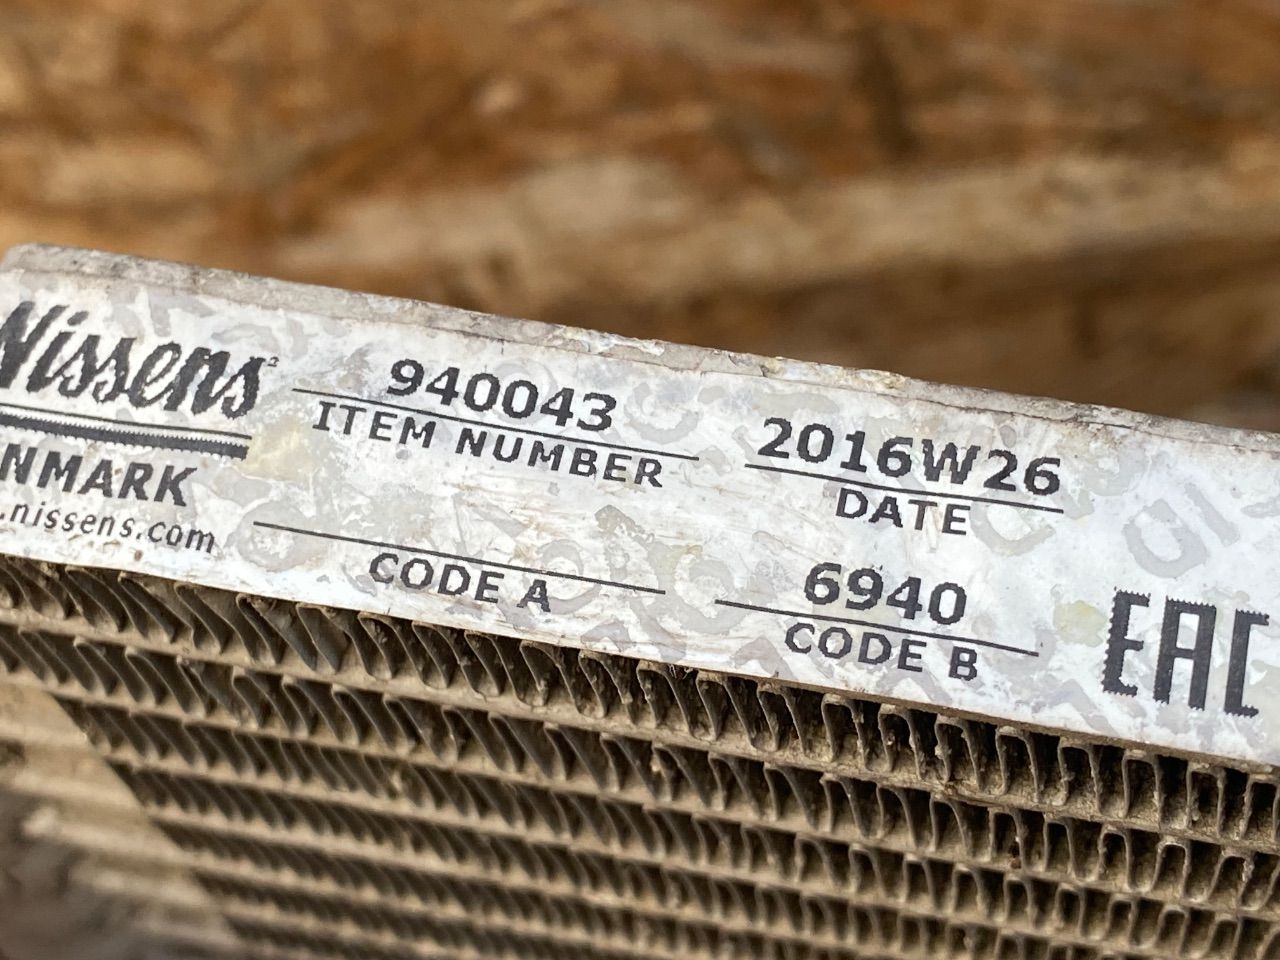 Nissens
NMARK
.nissens.com
940043
ITEM NUMBER
2016W26
DATE
CODE A
6940
CODE B
EAC